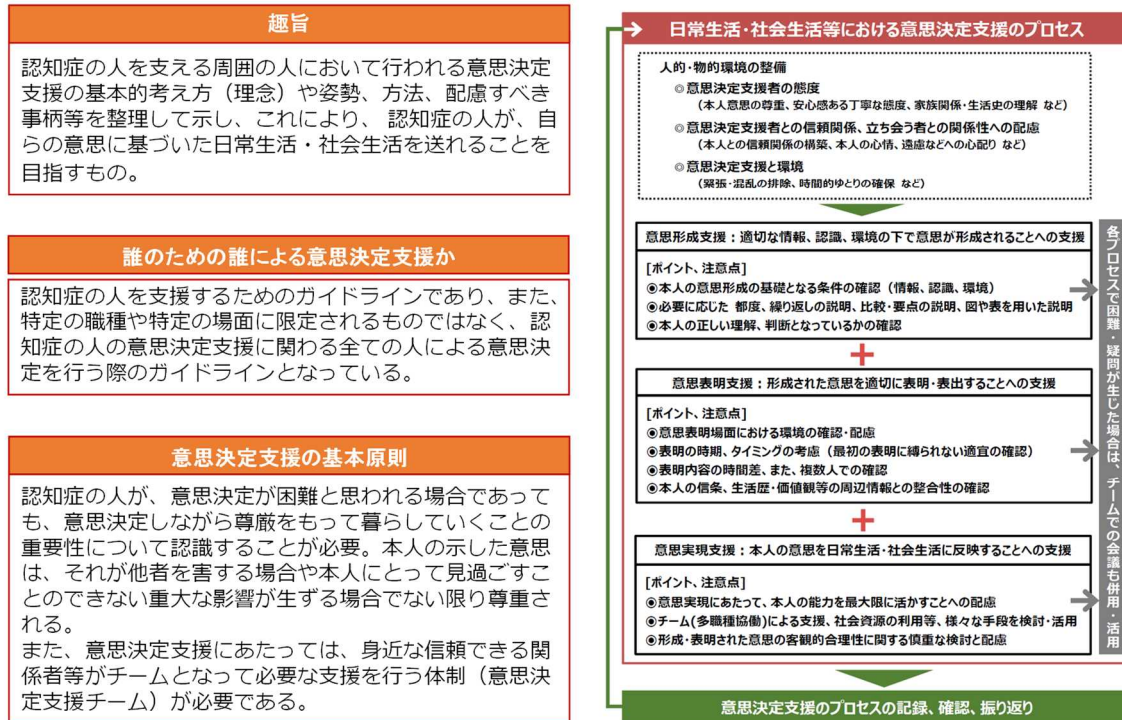 趣旨
認知症の人を支える周囲の人において行われる意思決定
支援の基本的考え方（理念）や姿勢、方法、配慮すべき
事柄等を整理して示し、これにより、 認知症の人が、自
らの意思に基づいた日常生活・社会生活を送れることを
目指すもの。
誰のための誰による意思決定支援か
認知症の人を支援するためのガイドラインであり、また、
特定の職種や特定の場面に限定されるものではなく、認
知症の人の意思決定支援に関わる全ての人による意思決
定を行う際のガイドラインとなっている。
意思決定支援の基本原則
認知症の人が、意思決定が困難と思われる場合であって
も、意思決定しながら尊厳をもって暮らしていくことの
重要性について認識することが必要。本人の示した意思
は、それが他者を害する場合や本人にとって見過ごすこ
とのできない重大な影響が生ずる場合でない限り尊重さ
れる。
また、意思決定支援にあたっては、身近な信頼できる関
係者等がチームとなって必要な支援を行う体制（意思決
定支援チーム）が必要である。
日常生活・社会生活等における意思決定支援のプロセス
人的・物的環境の整備
◎意思決定支援者の態度
（本人意思の尊重、安心感ある丁寧な態度、家族関係・生活史の理解 など）
◎意思決定支援者との信頼関係、立ち会う者との関係性への配慮
（本人との信頼関係の構築、本人の心情、遠慮などへの心配り など）
◎意思決定支援と環境
（緊張・混乱の排除、時間的ゆとりの確保 など）
意思形成支援：適切な情報、認識、環境の下で意思が形成されることへの支援
[ポイント、注意点]
◉本人の意思形成の基礎となる条件の確認（情報、認識、環境）
◉必要に応じた 都度、繰り返しの説明、比較・要点の説明、図や表を用いた説明
◉本人の正しい理解、判断となっているかの確認
＋
意思表明支援：形成された意思を適切に表明・表出することへの支援
[ポイント、注意点]
◉意思表明場面における環境の確認・配慮
◉表明の時期、タイミングの考慮（最初の表明に縛られない適宜の確認）
◉表明内容の時間差、また、複数人での確認
◉本人の信条、生活歴・価値観等の周辺情報との整合性の確認
＋
意思実現支援：本人の意思を日常生活・社会生活に反映することへの支援
[ポイント、注意点]
◉意思実現にあたって、本人の能力を最大限に活かすことへの配慮
◉チーム(多職種協働)による支援、社会資源の利用等、様々な手段を検討・活用
◉形成・表明された意思の客観的合理性に関する慎重な検討と配慮
各プロセスで困難・疑問が生じた場合は、チームでの会議も併用・活用
意思決定支援のプロセスの記録、確認、振り返り